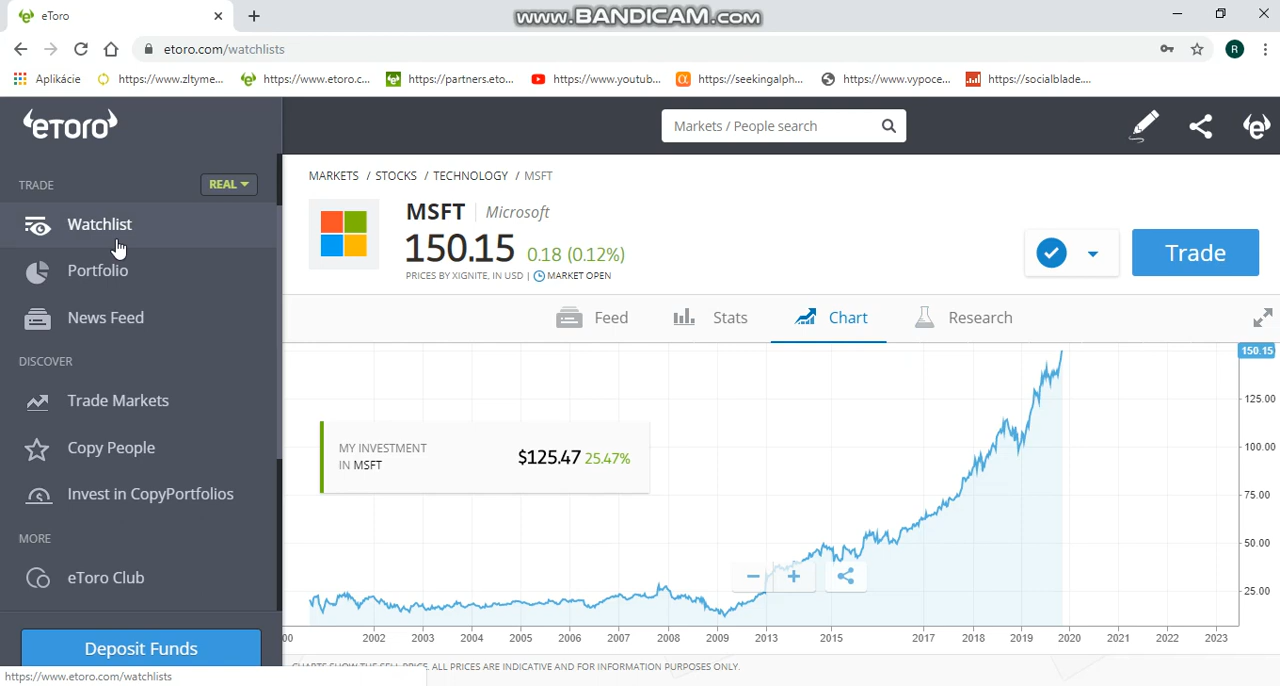 eToro
www.BANDICAM.com
etoro.com/watchlists
R
Aplikácie
https://www.zltyme...
https://www.etoro.c...
https://partners.eto...
https://www.youtub...
https://seekingalph...
https://www.vypoce...
https://socialblade....
eToro
Markets / People search
TRADE
REAL
Watchlist
Portfolio
News Feed
DISCOVER
Trade Markets
Copy People
Invest in CopyPortfolios
MORE
eToro Club
Deposit Funds
https://www.etoro.com/watchlists
MARKETS / STOCKS / TECHNOLOGY / MSFT
MSFT Microsoft
150.15 0.18 (0.12%)
PRICES BY XIGNITE, IN USD | MARKET OPEN
Trade
Feed Stats Chart Research
150.15
125.00
100.00
75.00
50.00
25.00
MY INVESTMENT
IN MSFT
$125.47 25.47%
00 2002 2003 2004 2005 2006 2007 2008 2009 2013 2015 2017 2018 2019 2020 2021 2022 2023
CHARTS SHOW THE SELL PRICE. ALL PRICES ARE INDICATIVE AND FOR INFORMATION PURPOSES ONLY.